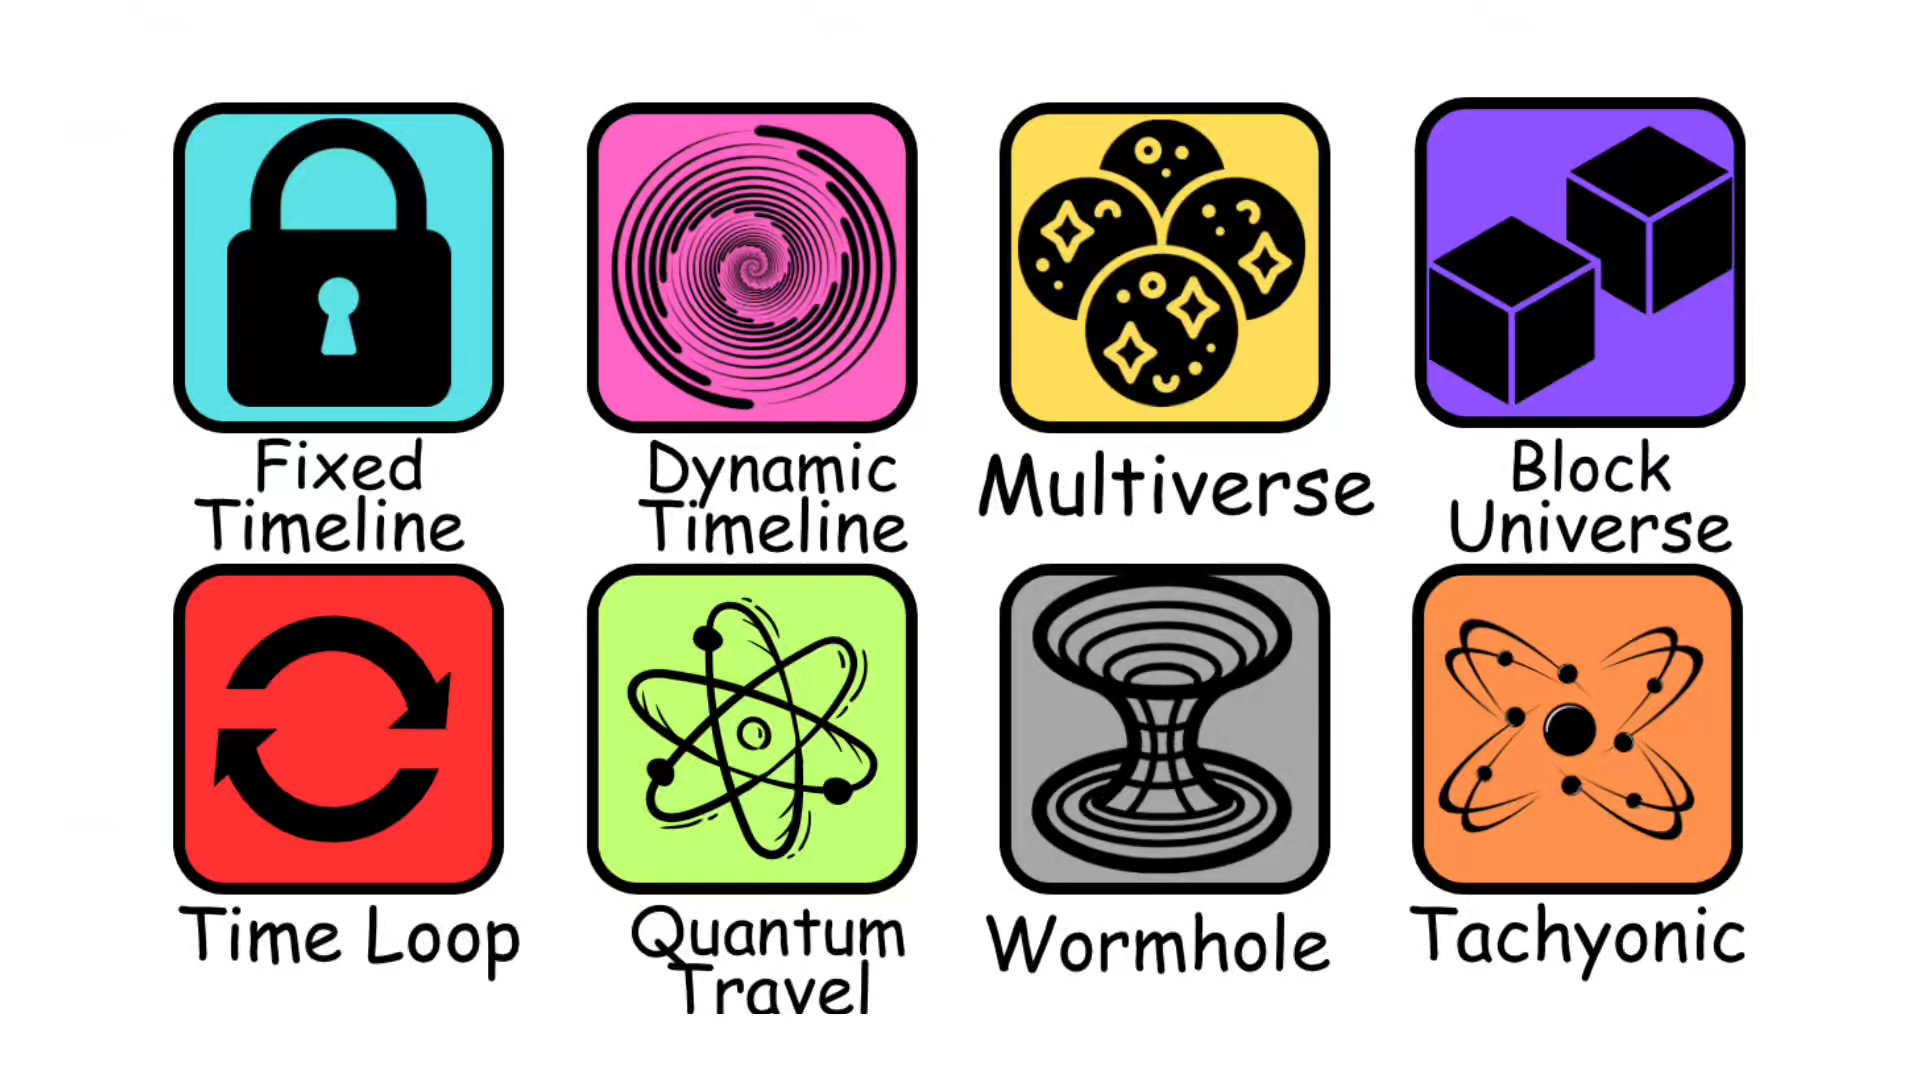 Fixed
Timeline
Dynamic
Timeline
Multiverse
Block
Universe
Time Loop
Quantum
Travel
Wormhole
Tachyonic